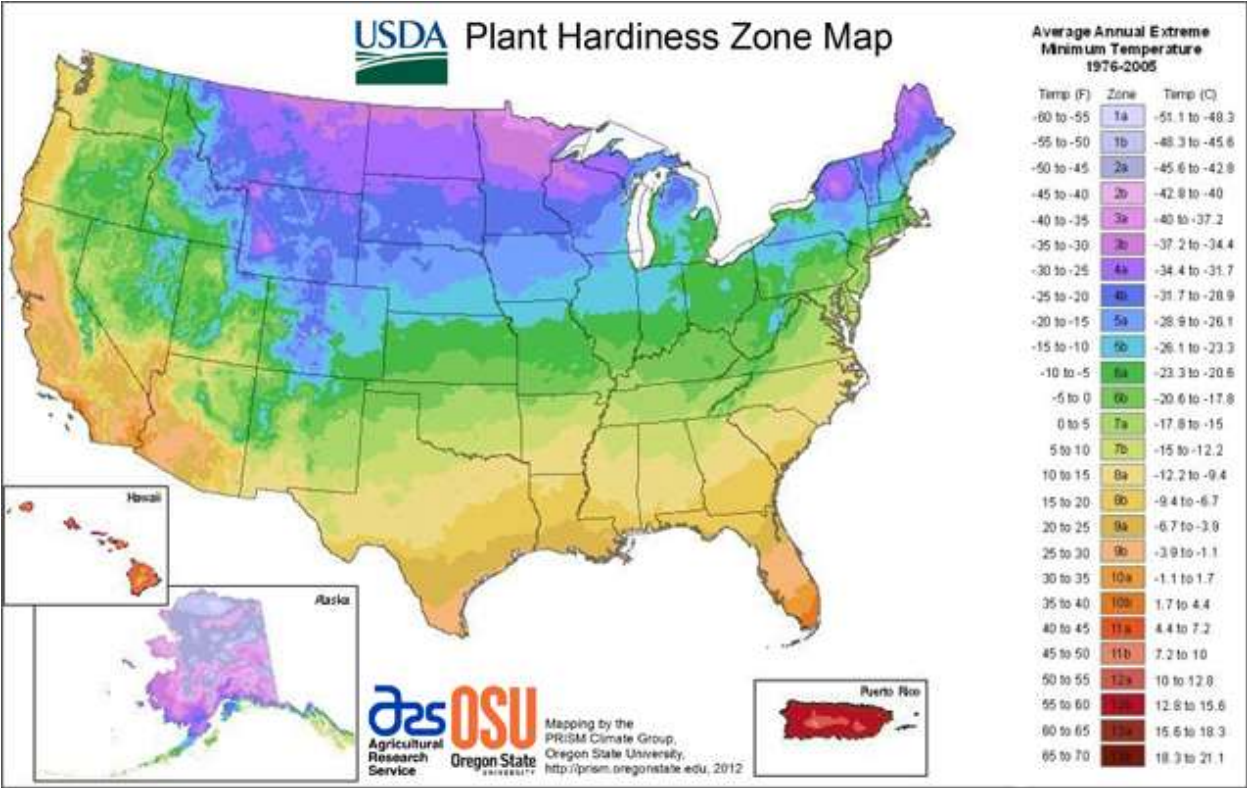 USDA
Plant Hardiness Zone Map
Average Annual Extreme
Minimum Temperature
1976-2005
Temp (F) Zone Temp (C)
-60 to -55 1a -51.1 to -48.3
-55 to -50 1b -48.3 to -45.6
-50 to -45 2a -45.6 to -42.8
-45 to -40 2b -42.8 to -40
-40 to -35 3a -40 to -37.2
-35 to -30 3b -37.2 to -34.4
-30 to -25 4a -34.4 to -31.7
-25 to -20 4b -31.7 to -28.9
-20 to -15 5a -28.9 to -26.1
-15 to -10 5b -26.1 to -23.3
-10 to -5 6a -23.3 to -20.6
-5 to 0 6b -20.6 to -17.8
0 to 5 7a -17.8 to -15
5 to 10 7b -15 to -12.2
10 to 15 8a -12.2 to -9.4
15 to 20 8b -9.4 to -6.7
20 to 25 9a -6.7 to -3.9
25 to 30 9b -3.9 to -1.1
30 to 35 10a -1.1 to 1.7
35 to 40 10b 1.7 to 4.4
40 to 45 11a 4.4 to 7.2
45 to 50 11b 7.2 to 10
50 to 55 12a 10 to 12.8
55 to 60 12.8 to 15.6
60 to 65 13a 15.6 to 18.3
65 to 70 18.3 to 21.1
Hawaii
Alaska
Puerto Rico
ars
Agricultural
Research
Service
OSU
Oregon State
UNIVERSITY
Mapping by the
PRISM Climate Group,
Oregon State University,
http://prism.oregonstate.edu, 2012